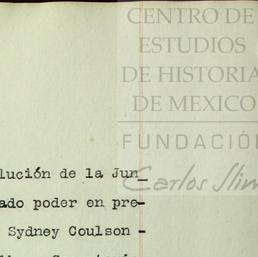 CENTRO DE
ESTUDIOS
DE HISTORIA
DE MEXICO
FUNDACIÓN
Carlos Slim
lución de la Jun_
ado poder en pre-
Sydney Coulson -